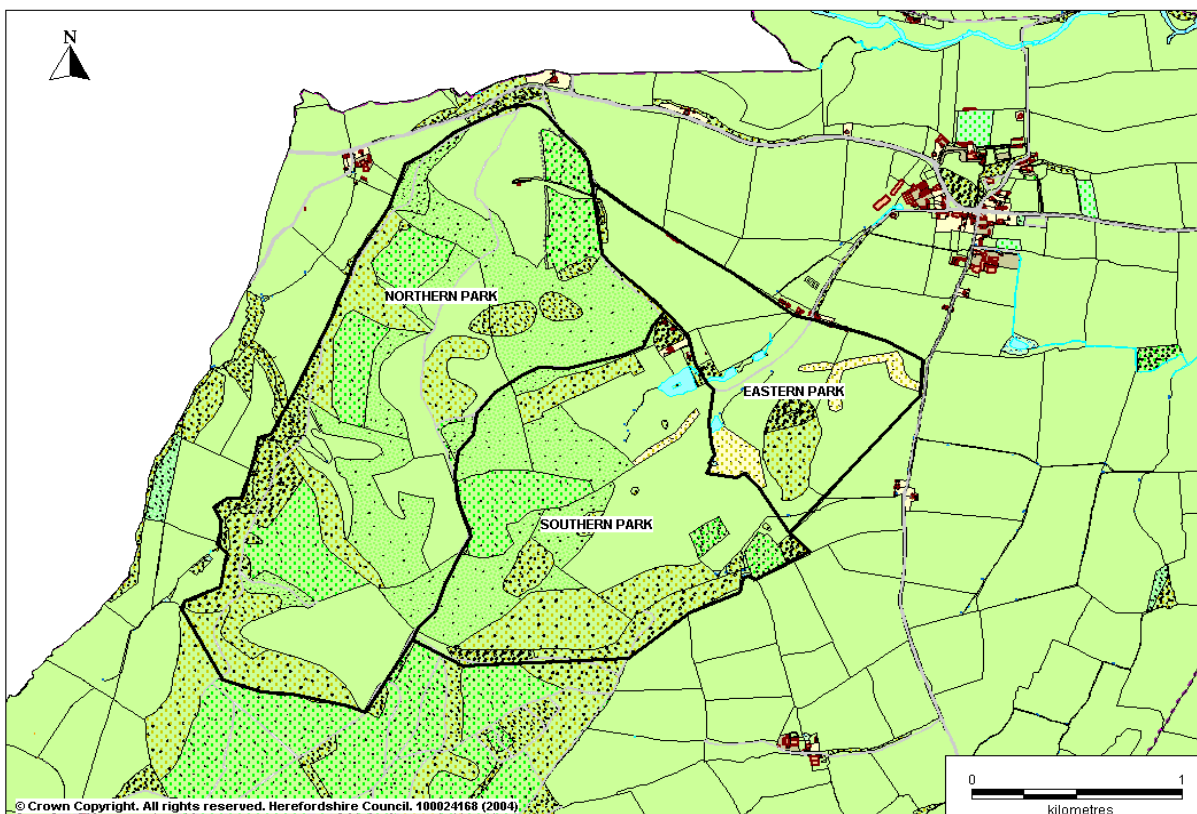 N
NORTHERN PARK
EASTERN PARK
SOUTHERN PARK
0 1
kilometres
© Crown Copyright. All rights reserved. Herefordshire Council. 100024168 (2004)